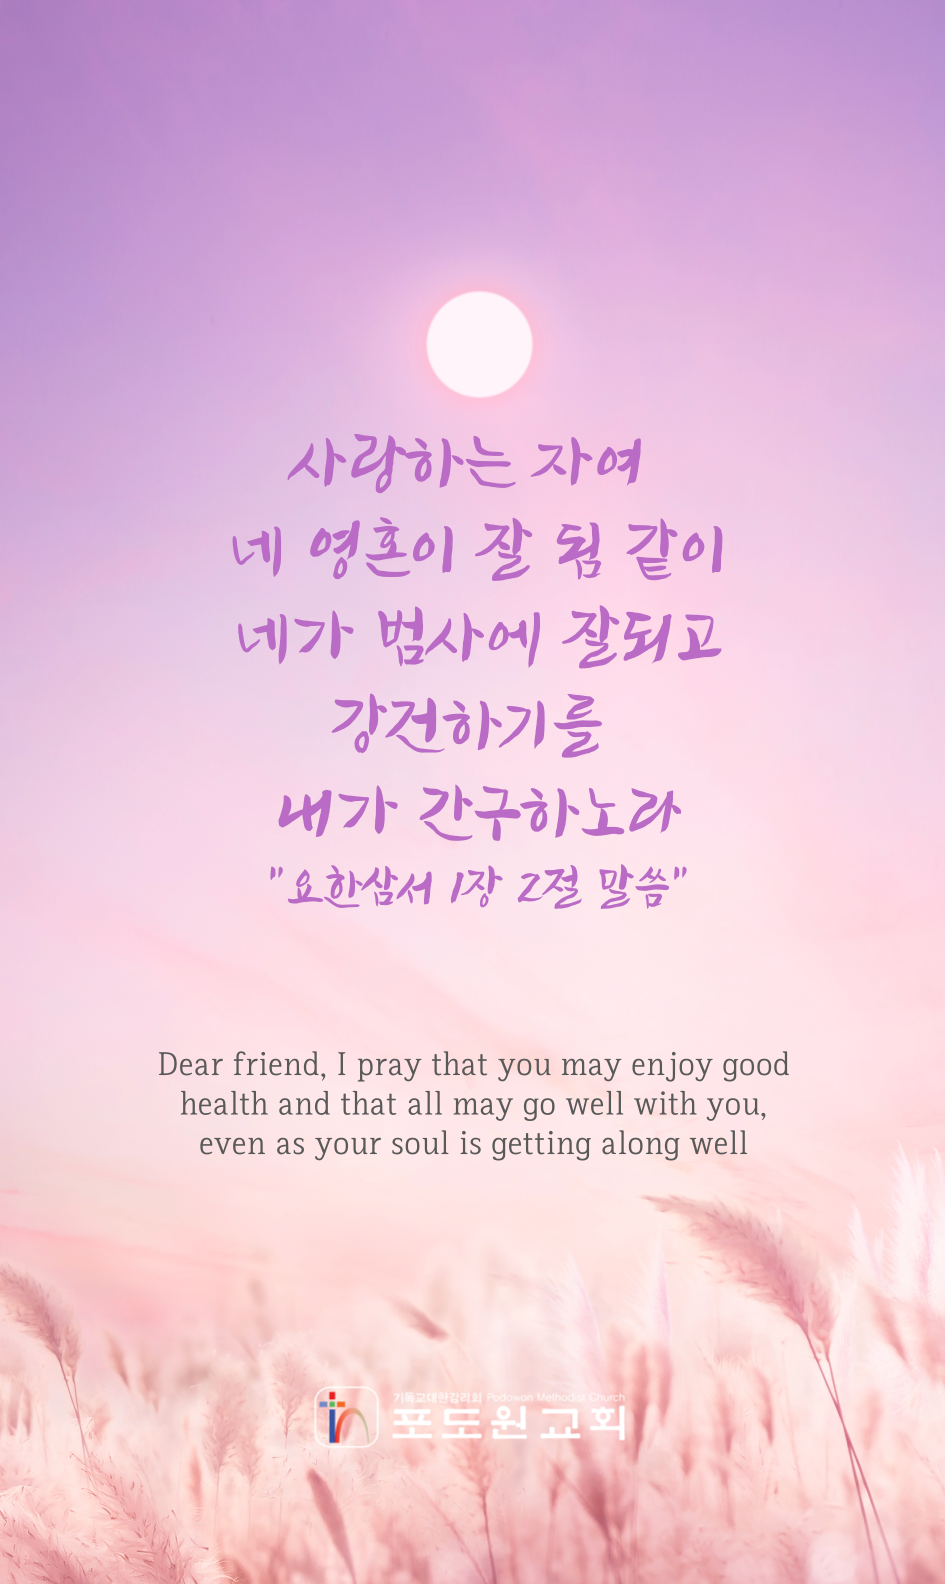 사랑하는 자여
네 영혼이 잘 됨 같이
네가 범사에 잘되고
강건하기를
내가 간구하노라
"요한삼서 1장 2절 말씀"
Dear friend, I pray that you may enjoy good
health and that all may go well with you,
even as your soul is getting along well
기독교대한감리회 Podowon Methodist Church
포도원교회